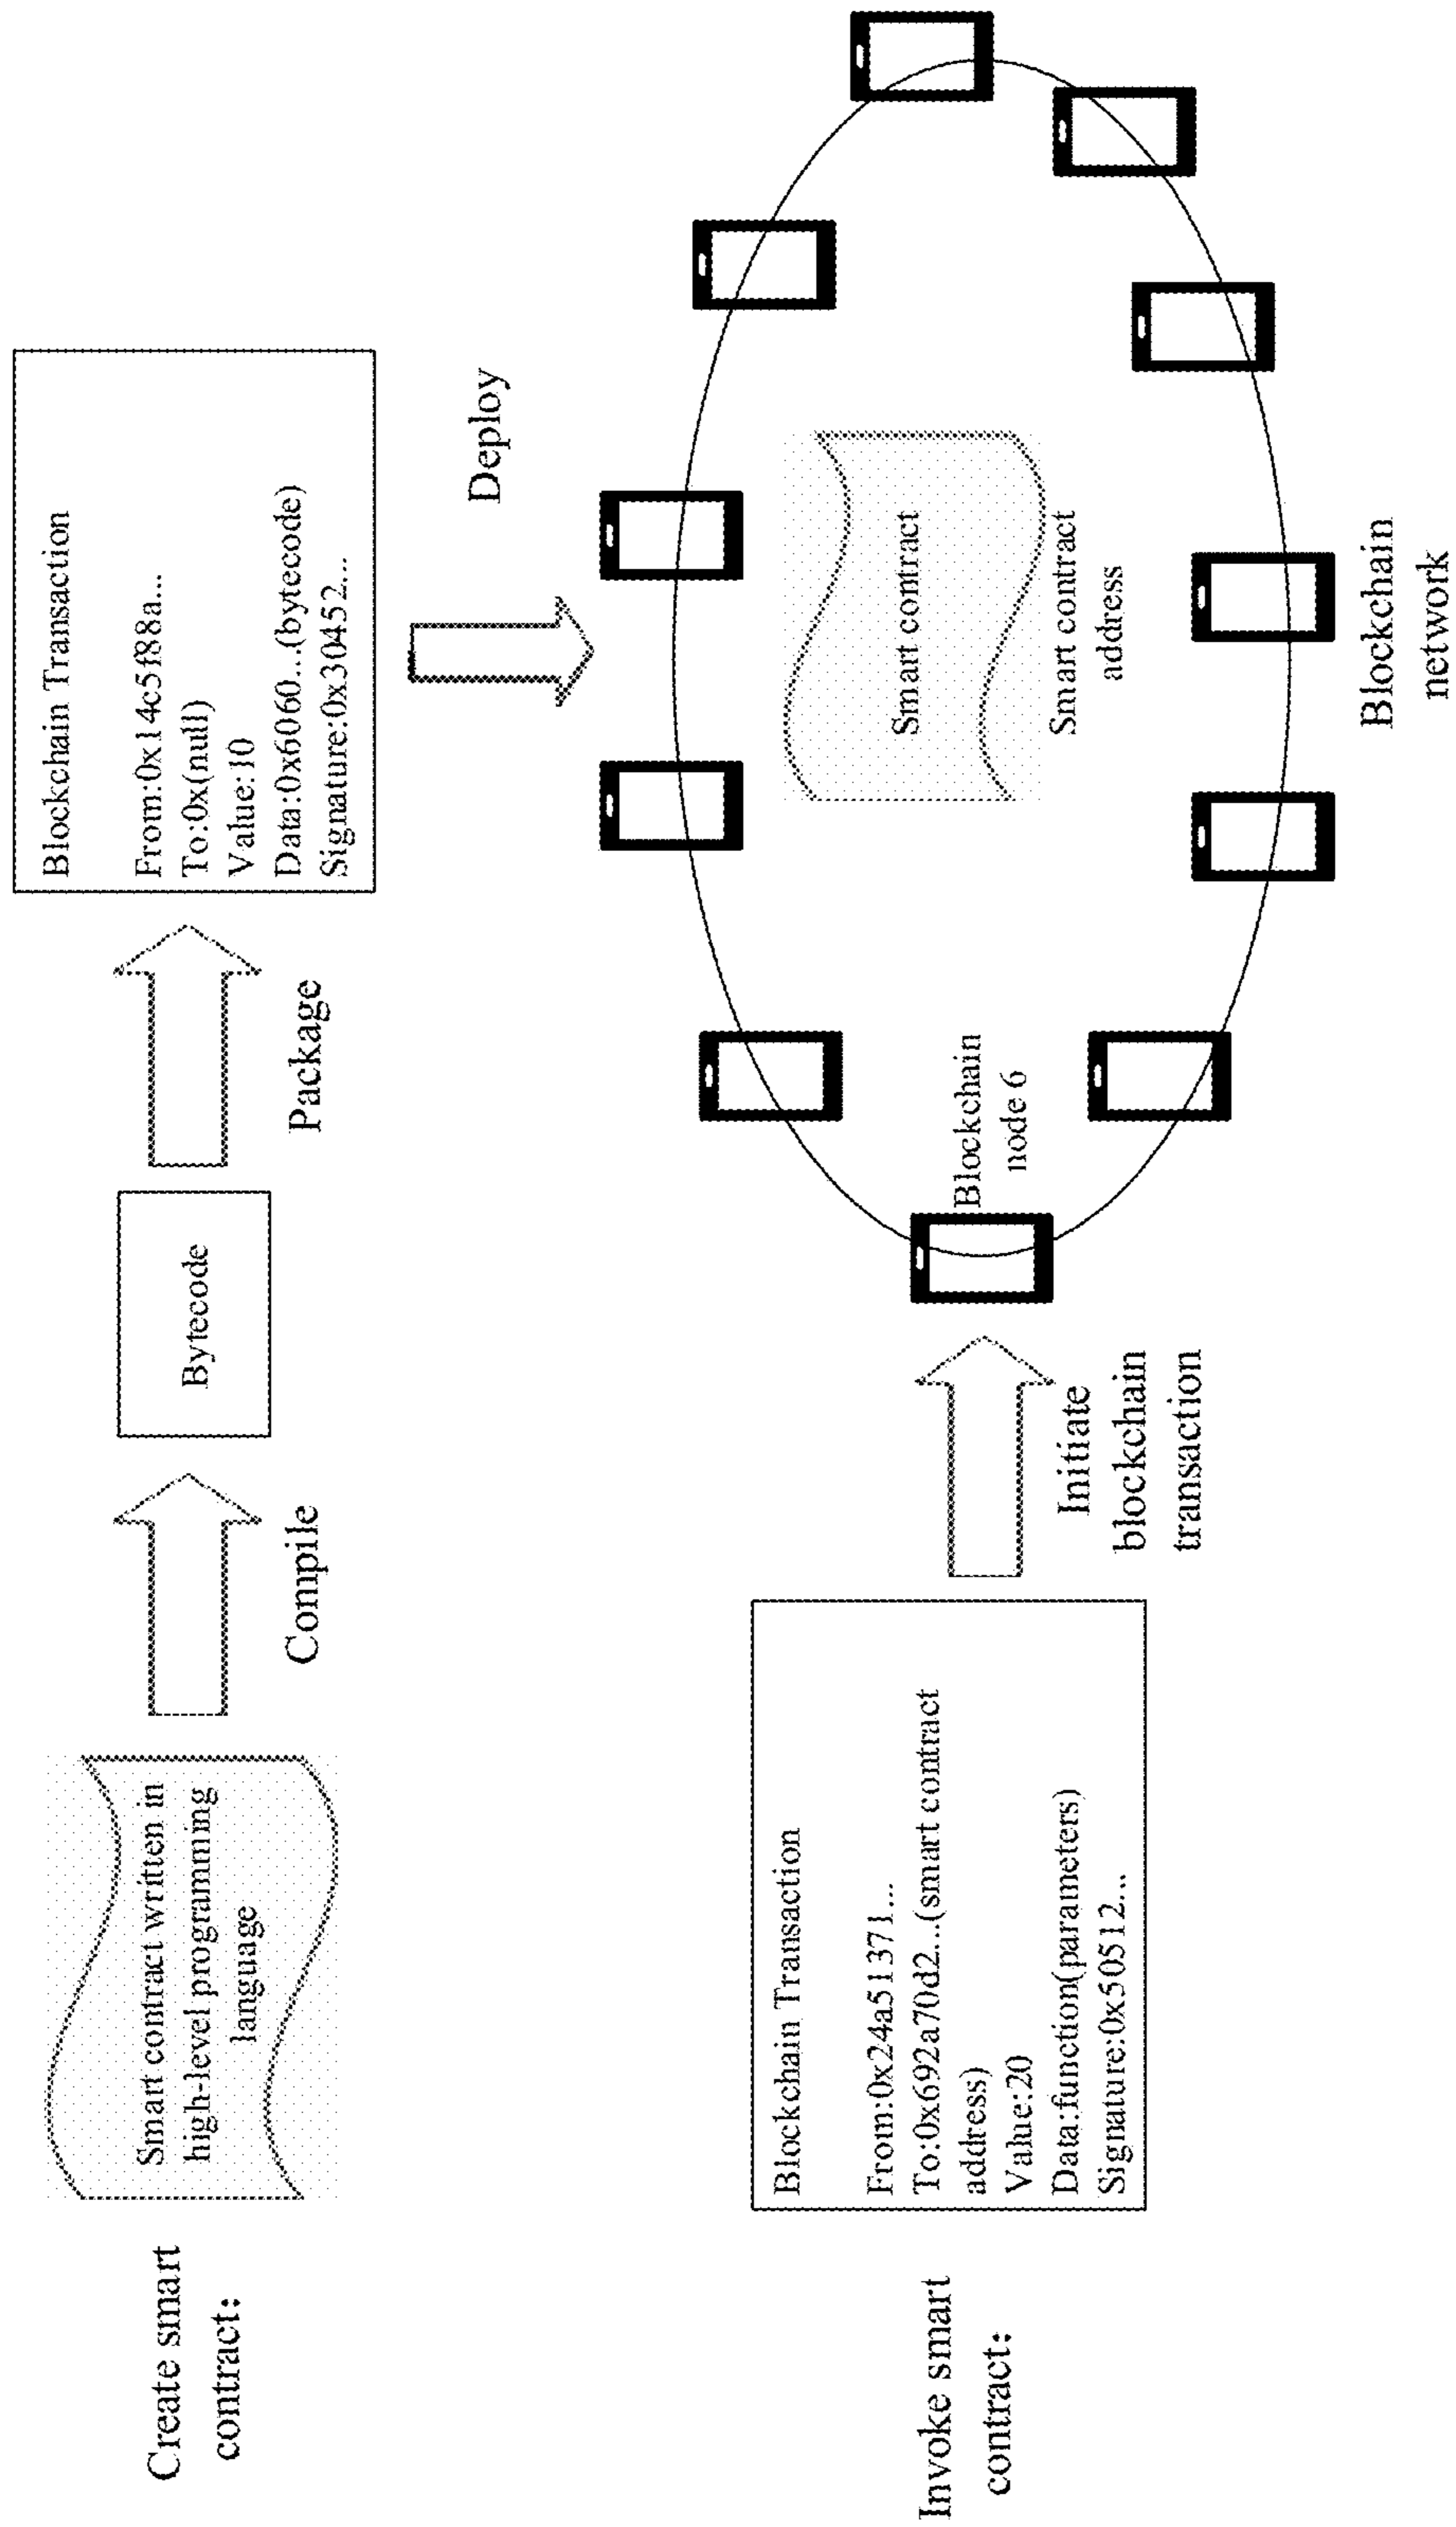 Create smart
contract:
Smart contract written in
high-level programming
language
Compile
Bytecode
Package
Blockchain Transaction
From:0x14c5f88a...
To:0x(null)
Value:10
Data:0x6060...(bytecode)
Signature:0x30452...
Deploy
Invoke smart
contract:
Blockchain Transaction
From:0x24a51371...
To:0x692a70d2...(smart contract
address)
Value:20
Data:function(parameters)
Signature:0x50512...
Initiate
blockchain
transaction
Blockchain
node 6
Smart contract
Smart contract
address
Blockchain
network